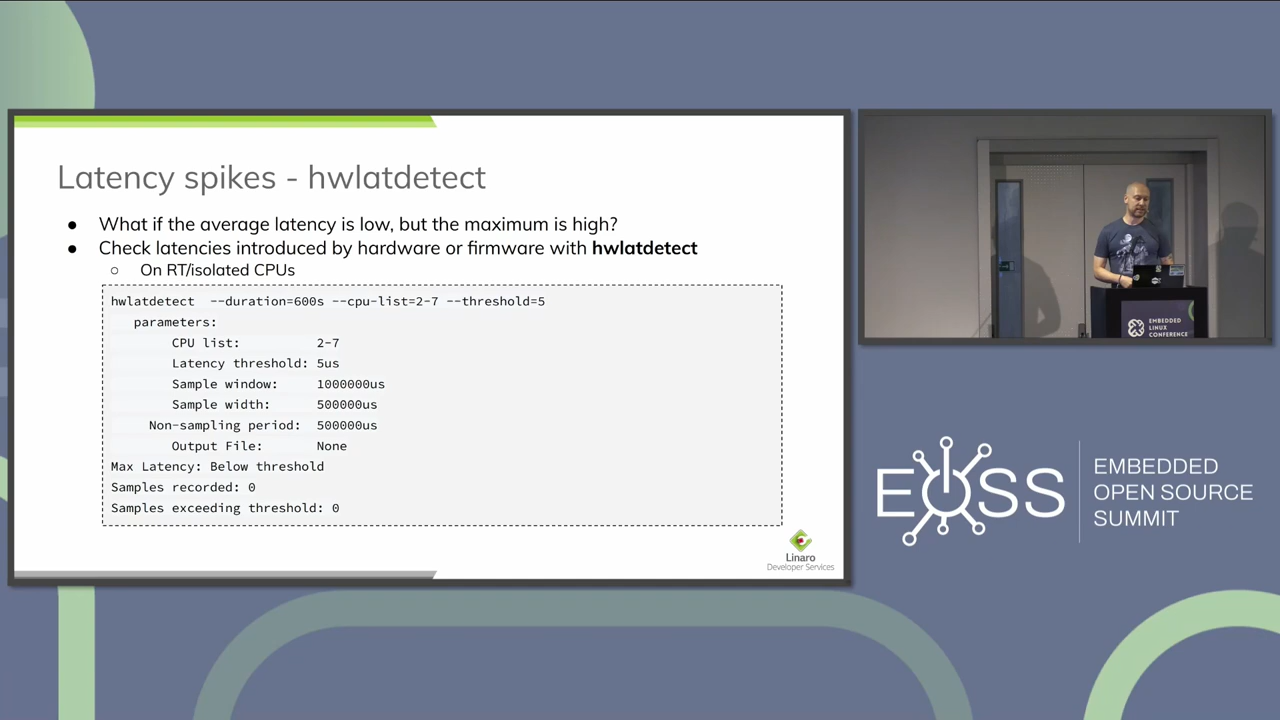 Latency spikes - hwlatdetect
● What if the average latency is low, but the maximum is high?
● Check latencies introduced by hardware or firmware with hwlatdetect
○ On RT/isolated CPUs
hwlatdetect --duration=600s --cpu-list=2-7 --threshold=5
parameters:
CPU list: 2-7
Latency threshold: 5us
Sample window: 1000000us
Sample width: 500000us
Non-sampling period: 500000us
Output File: None
Max Latency: Below threshold
Samples recorded: 0
Samples exceeding threshold: 0
Linaro
Developer Services
EMBEDDED
LINUX
CONFERENCE
EOSS
EMBEDDED
OPEN SOURCE
SUMMIT